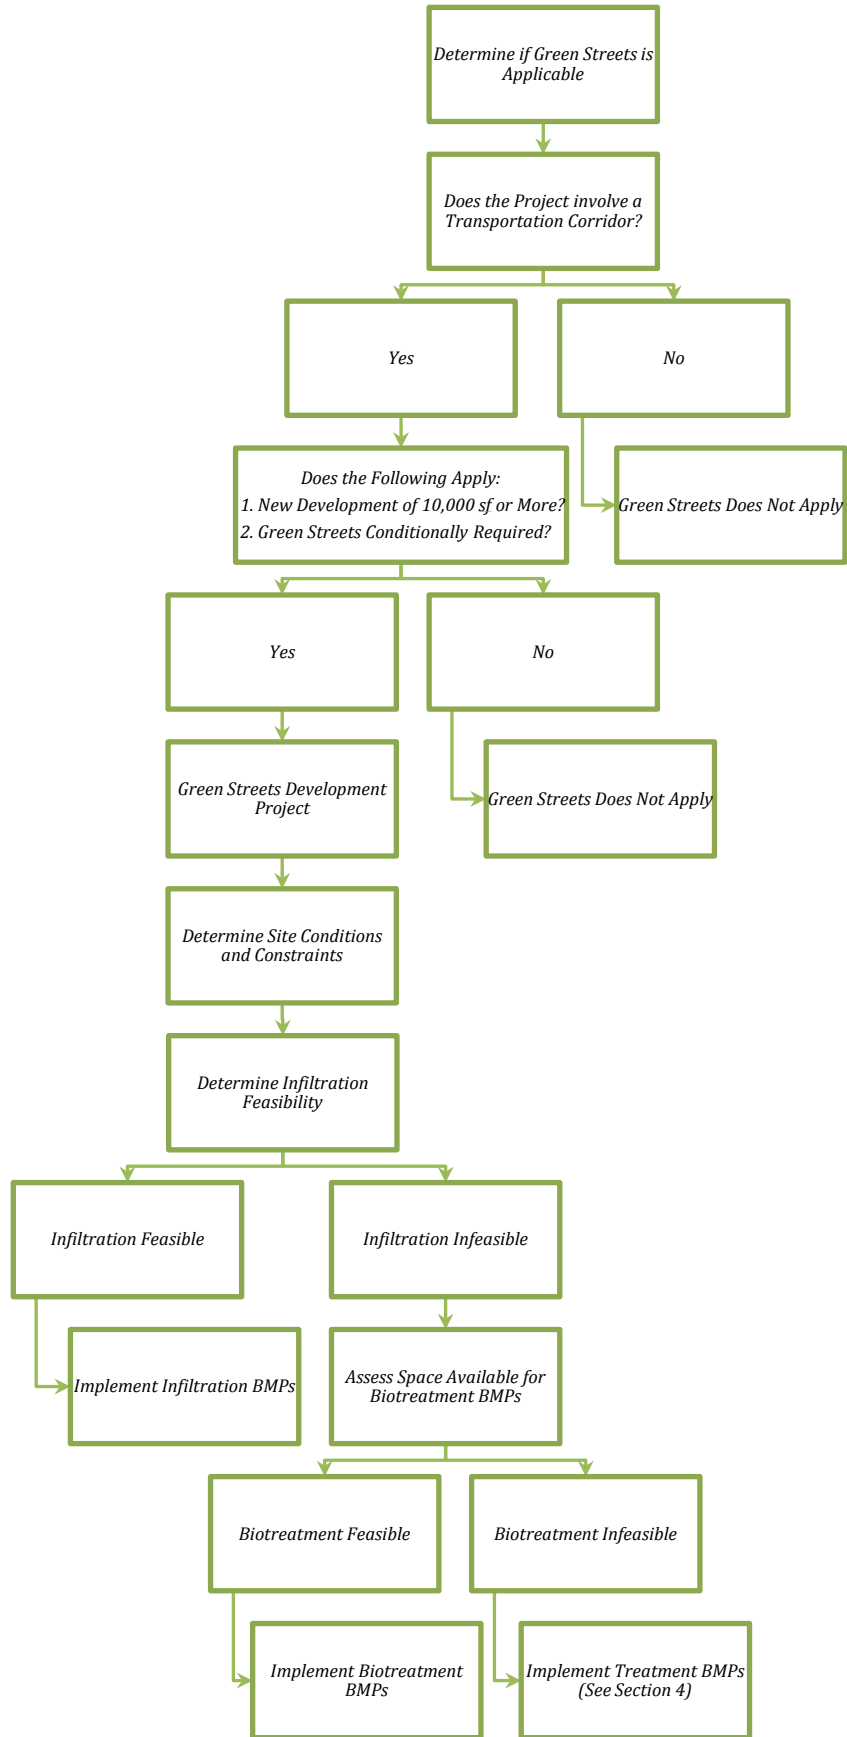 Determine if Green Streets is
Applicable
Does the Project involve a
Transportation Corridor?
Yes
No
Does the Following Apply:
1. New Development of 10,000 sf or More?
2. Green Streets Conditionally Required?
Green Streets Does Not Apply
Yes
No
Green Streets Development
Project
Green Streets Does Not Apply
Determine Site Conditions
and Constraints
Determine Infiltration
Feasibility
Infiltration Feasible
Infiltration Infeasible
Implement Infiltration BMPs
Assess Space Available for
Biotreatment BMPs
Biotreatment Feasible
Biotreatment Infeasible
Implement Biotreatment
BMPs
Implement Treatment BMPs
(See Section 4)